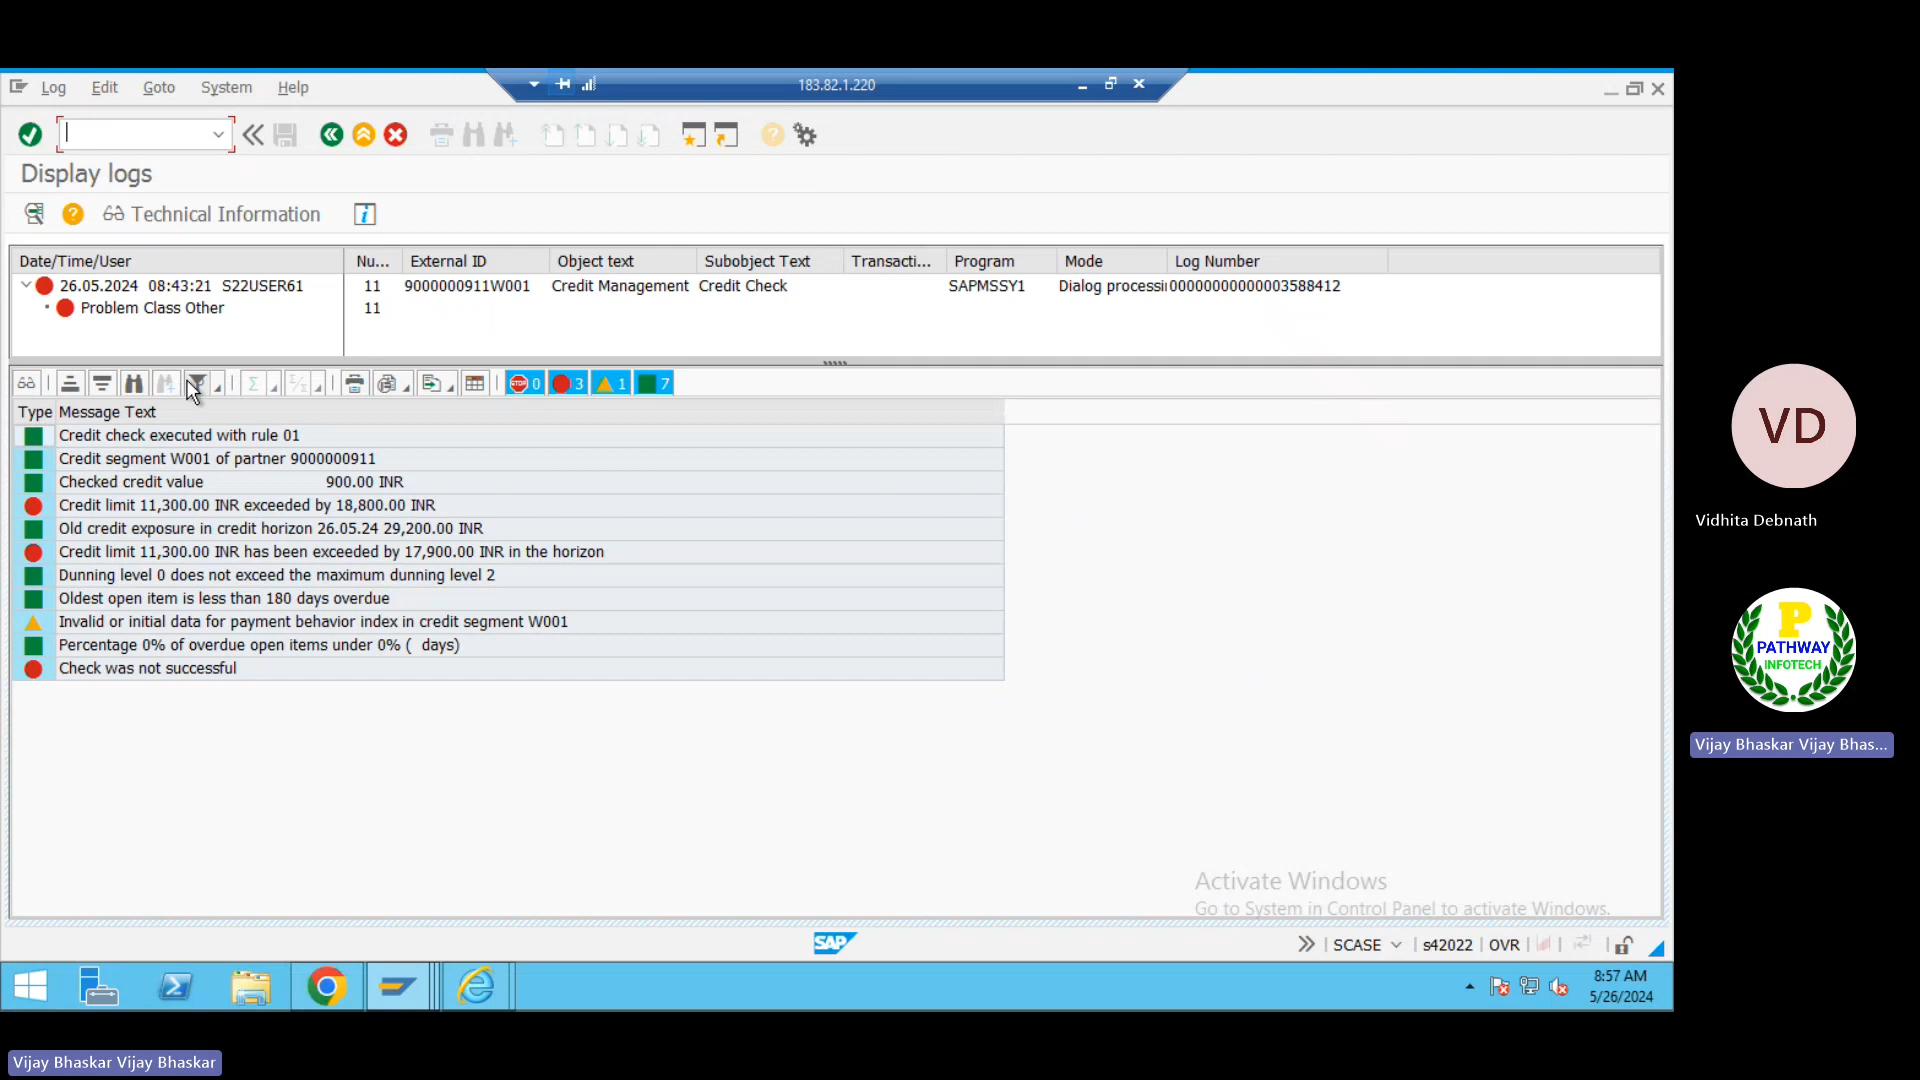 Log Edit Goto System Help
183.82.1.220
Display logs
Technical Information
Date/Time/User Nu... External ID Object text Subobject Text Transacti... Program Mode Log Number
26.05.2024 08:43:21 S22USER61 11 9000000911W001 Credit Management Credit Check SAPMSSY1 Dialog processi 00000000000003588412
Problem Class Other 11
STOP 0 3 1 7
Type Message Text
Credit check executed with rule 01
Credit segment W001 of partner 9000000911
Checked credit value 900.00 INR
Credit limit 11,300.00 INR exceeded by 18,800.00 INR
Old credit exposure in credit horizon 26.05.24 29,200.00 INR
Credit limit 11,300.00 INR has been exceeded by 17,900.00 INR in the horizon
Dunning level 0 does not exceed the maximum dunning level 2
Oldest open item is less than 180 days overdue
Invalid or initial data for payment behavior index in credit segment W001
Percentage 0% of overdue open items under 0% ( days)
Check was not successful
Activate Windows
Go to System in Control Panel to activate Windows.
SAP
SCASE s42022 OVR
8:57 AM
5/26/2024
VD
Vidhita Debnath
P
PATHWAY
INFOTECH
Vijay Bhaskar Vijay Bhas...
Vijay Bhaskar Vijay Bhaskar